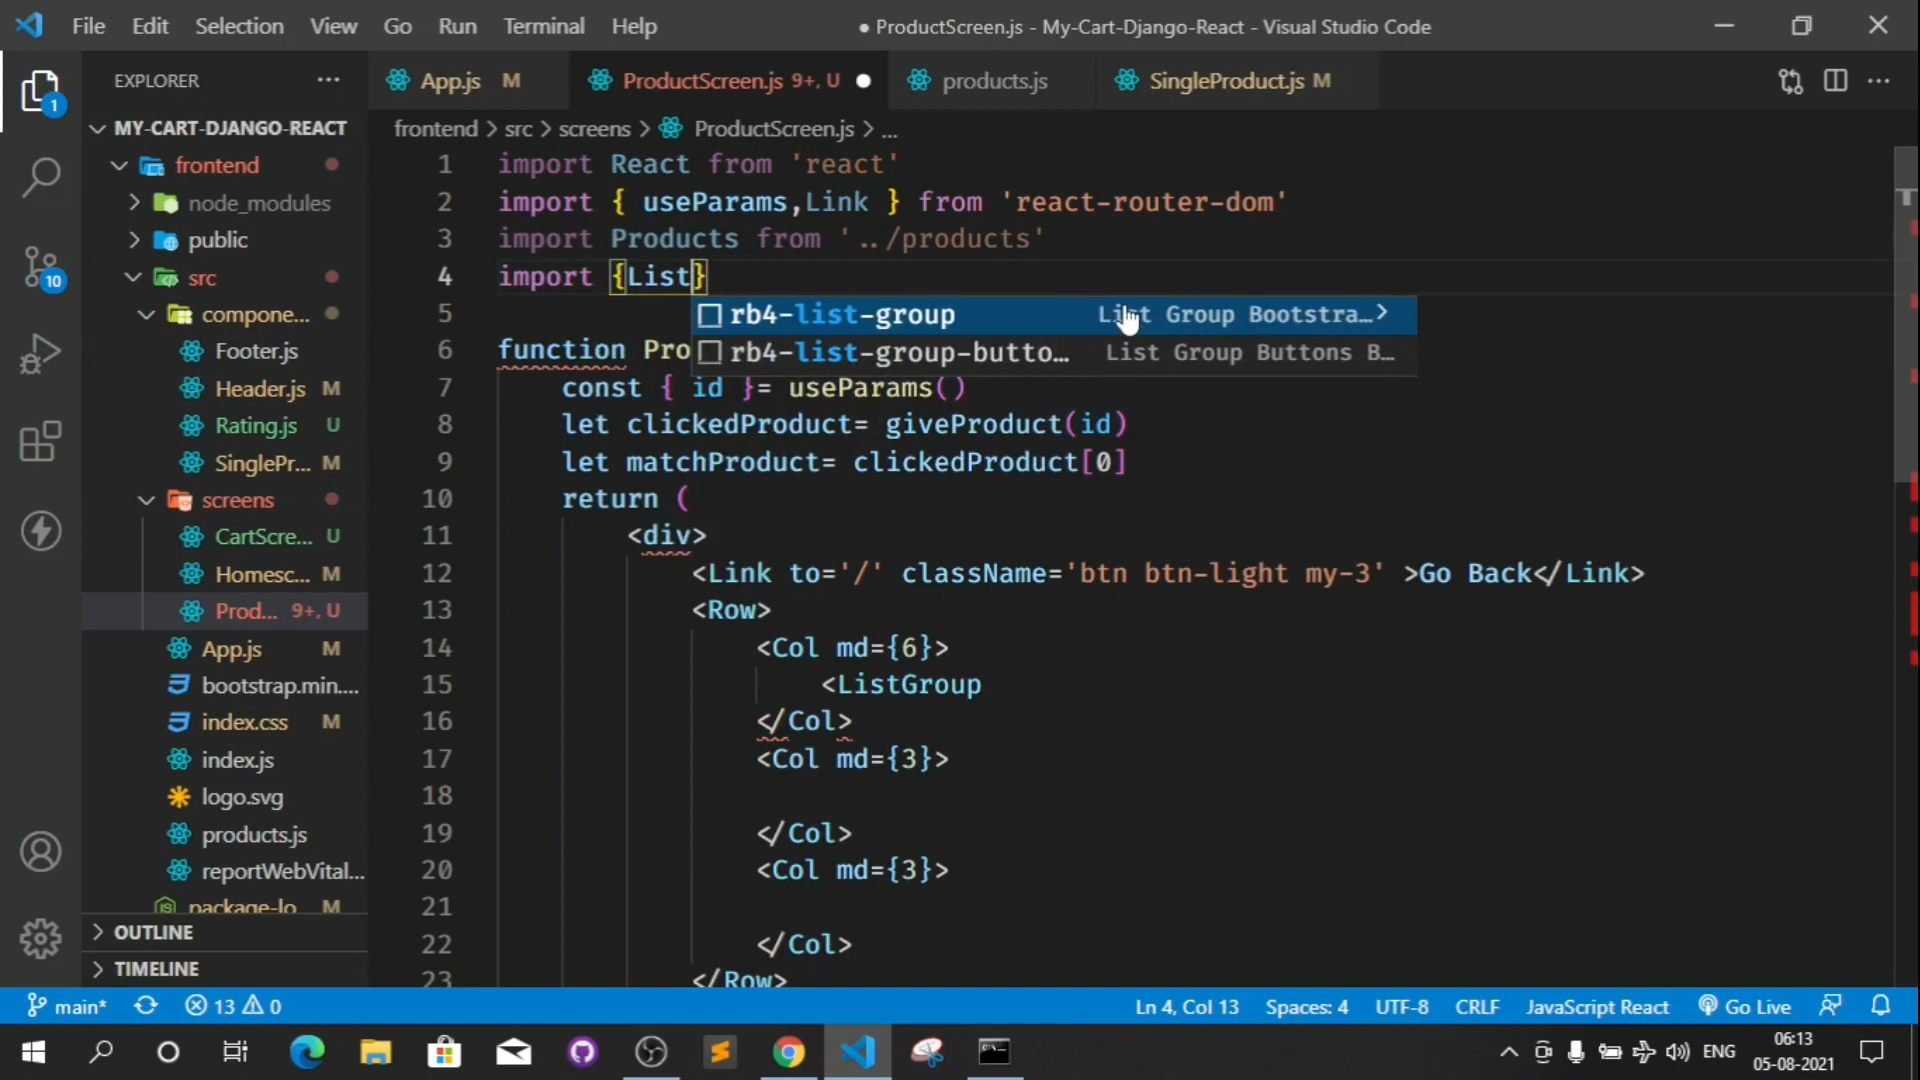 File Edit Selection View Go Run Terminal Help
● ProductScreen.js - My-Cart-Django-React - Visual Studio Code
EXPLORER
App.js M
ProductScreen.js 9+, U
products.js
SingleProduct.js M
MY-CART-DJANGO-REACT
frontend > src > screens > ProductScreen.js > ...
frontend
node_modules
public
src
compone...
Footer.js
Header.js M
Rating.js U
SinglePr... M
screens
CartScre... U
Homesc... M
Prod... 9+, U
App.js M
bootstrap.min....
index.css M
index.js
logo.svg
products.js
reportWebVital...
package-lo M
OUTLINE
TIMELINE
1
10
1 import React from 'react'
2 import { useParams,Link } from 'react-router-dom'
3 import Products from '../products'
4 import {List}
5
rb4-list-group List Group Bootstra...
rb4-list-group-butto... List Group Buttons B...
6 function Pro
7 const { id }= useParams()
8 let clickedProduct= giveProduct(id)
9 let matchProduct= clickedProduct[0]
10 return (
11 <div>
12 <Link to='/' className='btn btn-light my-3' >Go Back</Link>
13 <Row>
14 <Col md={6}>
15 <ListGroup
16 </Col>
17 <Col md={3}>
18
19 </Col>
20 <Col md={3}>
21
22 </Col>
23 </Row>
main* 13 0 Ln 4, Col 13 Spaces: 4 UTF-8 CRLF JavaScript React Go Live
ENG
06:13
05-08-2021